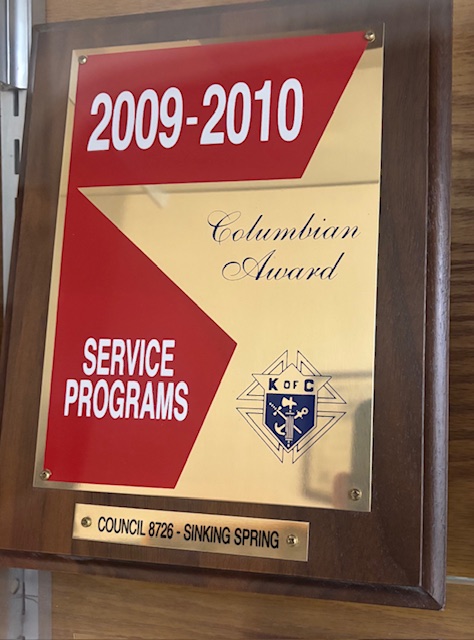 2009-2010
Columbian
Award
SERVICE
PROGRAMS
K OF C
COUNCIL 8726 - SINKING SPRING